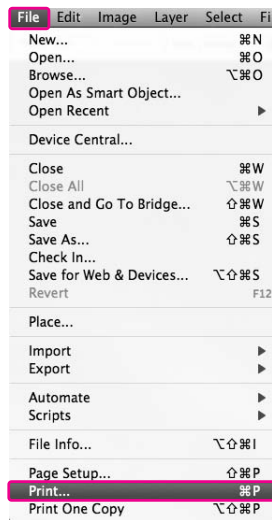 File Edit Image Layer Select Fi
New... ⌘N
Open... ⌘O
Browse... ⌥⌘O
Open As Smart Object...
Open Recent ▶
Device Central...
Close ⌘W
Close All ⌥⌘W
Close and Go To Bridge... ⇧⌘W
Save ⌘S
Save As... ⇧⌘S
Check In...
Save for Web & Devices... ⌥⇧⌘S
Revert F12
Place...
Import ▶
Export ▶
Automate ▶
Scripts ▶
File Info... ⌥⇧⌘I
Page Setup... ⇧⌘P
Print... ⌘P
Print One Copy ⌥⇧⌘P